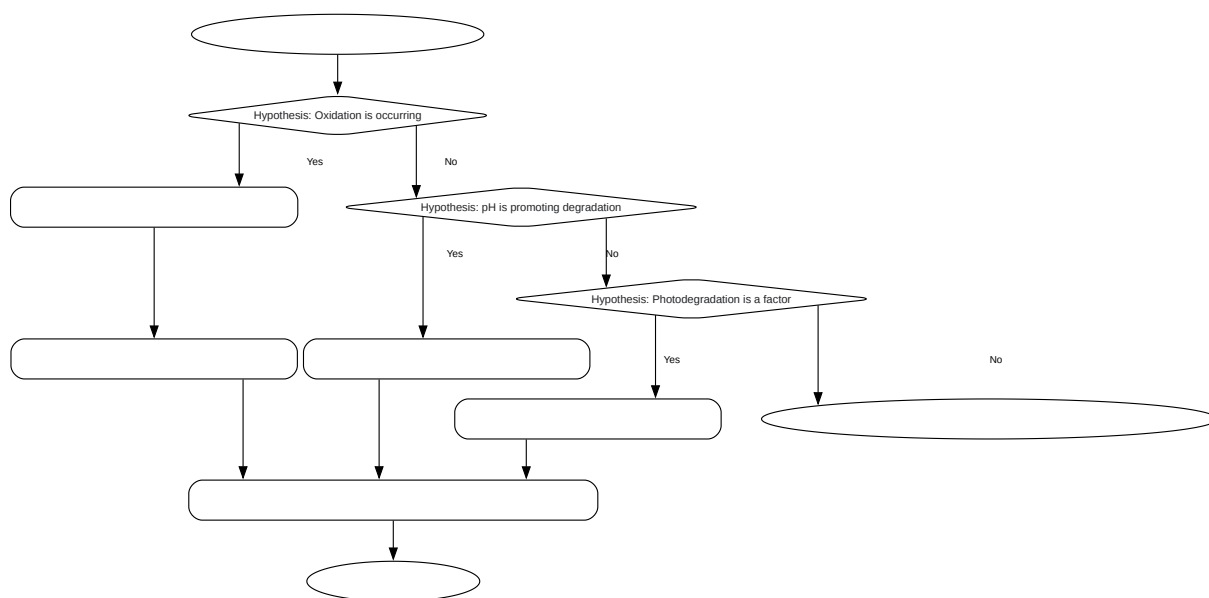 Hypothesis: Oxidation is occurring
Yes
No
Hypothesis: pH is promoting degradation
Yes
No
Hypothesis: Photodegradation is a factor
Yes
No